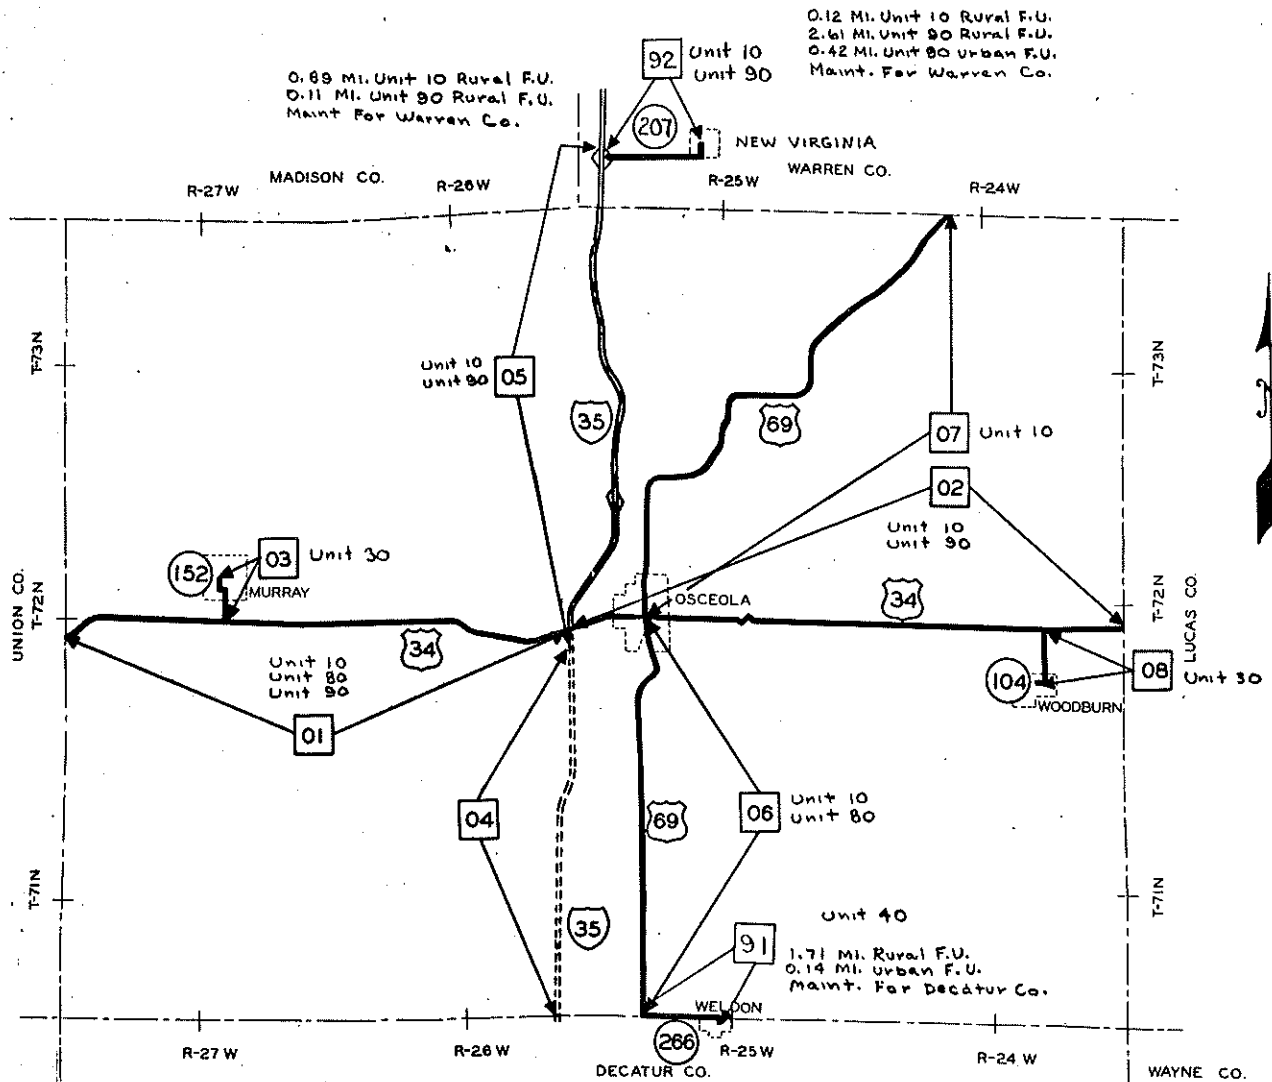 0.12 Mi. Unit 10 Rural F.U.
2.61 Mi. Unit 90 Rural F.U.
0.42 Mi. Unit 80 Urban F.U.
Maint. For Warren Co.
92
Unit 10
Unit 90
0.89 Mi. Unit 10 Rural F.U.
0.11 Mi. Unit 90 Rural F.U.
Maint For Warren Co.
207
NEW VIRGINIA
WARREN CO.
MADISON CO.
R-27W
R-26W
R-25W
R-24W
T-73N
T-73N
Unit 10
Unit 90
05
35
69
07
Unit 10
02
Unit 10
Unit 90
152
03
Unit 30
MURRAY
OSCEOLA
34
34
UNION CO.
T-72N
T-72N
LUCAS CO.
Unit 10
Unit 80
Unit 90
01
104
08
Unit 30
WOODBURN
04
69
06
Unit 10
Unit 80
T-71N
T-71N
35
Unit 40
91
1.71 Mi. Rural F.U.
0.14 Mi. Urban F.U.
Maint. For Decatur Co.
WELDON
266
R-27W
R-26W
R-25W
R-24W
DECATUR CO.
WAYNE CO.